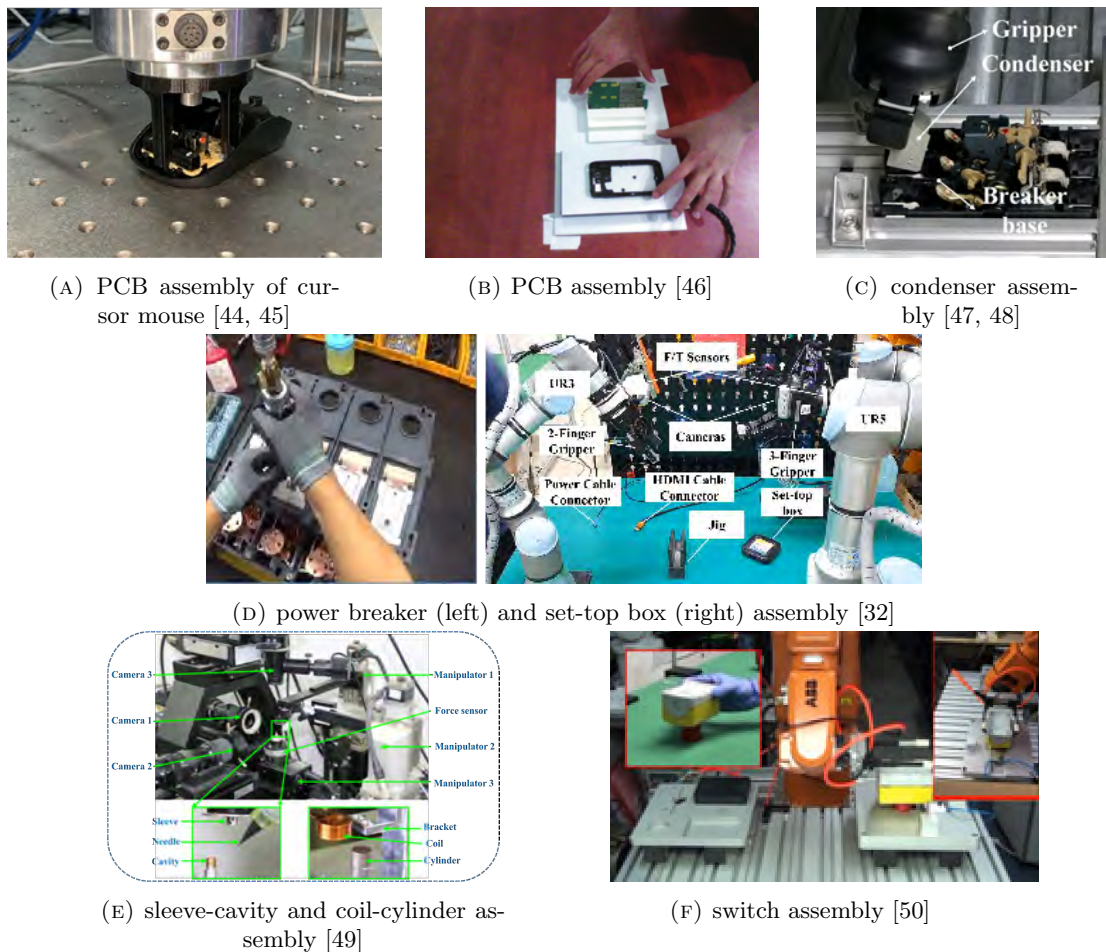 Gripper
Condenser
Breaker
base
(A) PCB assembly of cur-
sor mouse [44, 45]
(B) PCB assembly [46]
(C) condenser assem-
bly [47, 48]
F/T Sensors
UR3
UR5
Cameras
2-Finger
Gripper
3-Finger
Gripper
Power Cable
Conncetor
HDMI Cable
Connector
Set-top
box
Jig
(D) power breaker (left) and set-top box (right) assembly [32]
Camera 3
Manipulator 1
Camera 1
Force sensor
Camera 2
Manipulator 2
Manipulator 3
Sleeve
Bracket
Needle
Coil
Cavity
Cylinder
ABB
(E) sleeve-cavity and coil-cylinder as-
sembly [49]
(F) switch assembly [50]